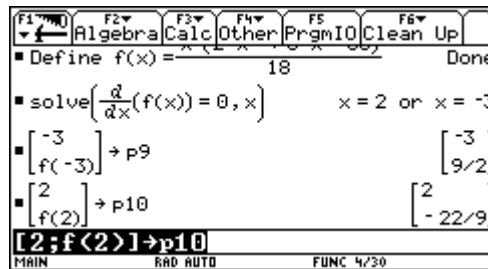 F1 F2 F3 F4 F5 F6
Algebra Calc Other PrgmIO Clean Up
Define f(x)= Done
18
solve(d/dx(f(x))=0,x) x=2 or x=-3
[-3 f(-3)] → p9 [-3 9/2]
[2 f(2)] → p10 [2 -22/9]
[2;f(2)]→p10
MAIN RAD AUTO FUNC 4/30